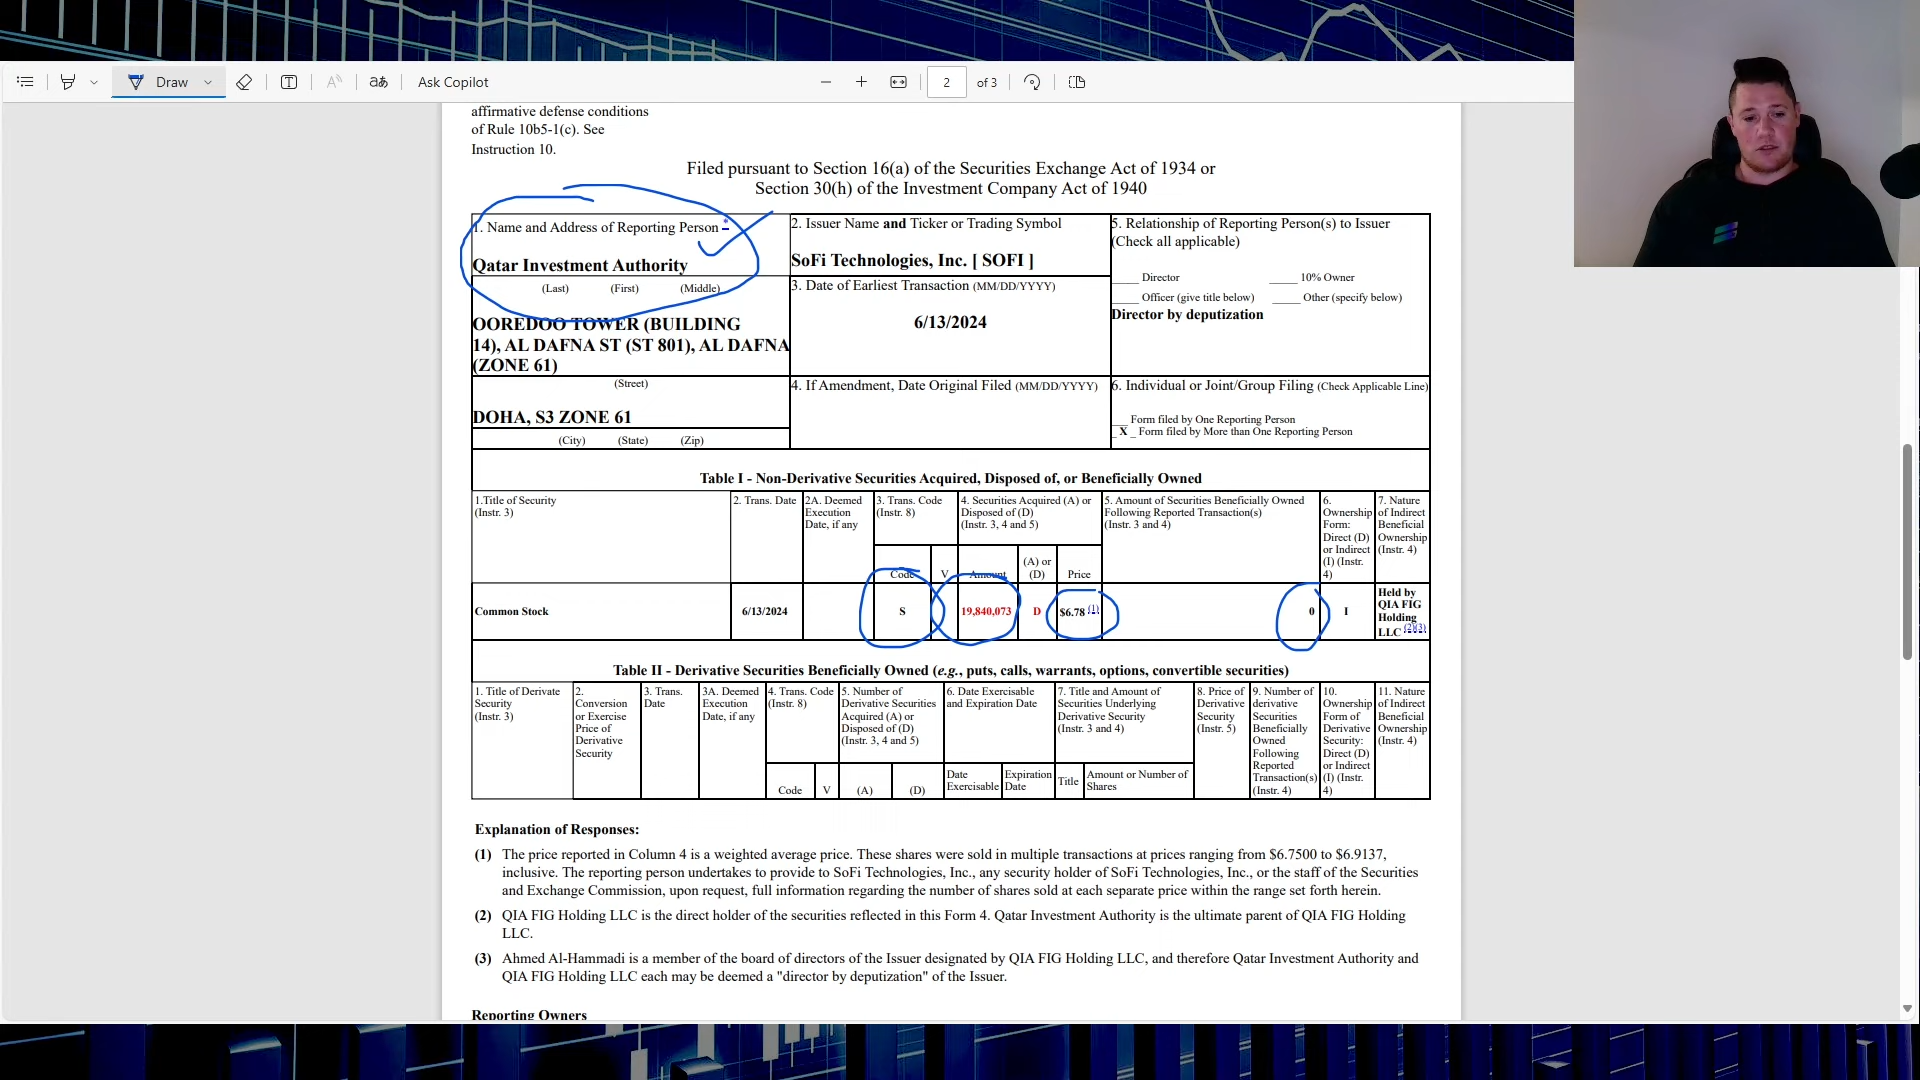 Draw
Ask Copilot
2
of 3
affirmative defense conditions
of Rule 10b5-1(c). See
Instruction 10.
Filed pursuant to Section 16(a) of the Securities Exchange Act of 1934 or
Section 30(h) of the Investment Company Act of 1940
1. Name and Address of Reporting Person *
Qatar Investment Authority
(Last) (First) (Middle)
OOREDOO TOWER (BUILDING
14), AL DAFNA ST (ST 801), AL DAFNA
(ZONE 61)
(Street)
DOHA, S3 ZONE 61
(City) (State) (Zip)
2. Issuer Name and Ticker or Trading Symbol
SoFi Technologies, Inc. [ SOFI ]
3. Date of Earliest Transaction (MM/DD/YYYY)
6/13/2024
4. If Amendment, Date Original Filed (MM/DD/YYYY)
5. Relationship of Reporting Person(s) to Issuer
(Check all applicable)
_____ Director _____ 10% Owner
_____ Officer (give title below) _____ Other (specify below)
Director by deputization
6. Individual or Joint/Group Filing (Check Applicable Line)
___ Form filed by One Reporting Person
_ X _ Form filed by More than One Reporting Person
Table I - Non-Derivative Securities Acquired, Disposed of, or Beneficially Owned
1.Title of Security
(Instr. 3)
2. Trans. Date
2A. Deemed
Execution
Date, if any
3. Trans. Code
(Instr. 8)
4. Securities Acquired (A) or
Disposed of (D)
(Instr. 3, 4 and 5)
5. Amount of Securities Beneficially Owned
Following Reported Transaction(s)
(Instr. 3 and 4)
6.
Ownership
Form:
Direct (D)
or Indirect
(I) (Instr.
4)
7. Nature
of Indirect
Beneficial
Ownership
(Instr. 4)
Code V Amount (A) or
(D) Price
Common Stock 6/13/2024 S 19,840,073 D $6.78 (1) 0 I
Held by
QIA FIG
Holding
LLC (2)(3)
Table II - Derivative Securities Beneficially Owned (e.g., puts, calls, warrants, options, convertible securities)
1. Title of Derivate
Security
(Instr. 3)
2.
Conversion
or Exercise
Price of
Derivative
Security
3. Trans.
Date
3A. Deemed
Execution
Date, if any
4. Trans. Code
(Instr. 8)
5. Number of
Derivative Securities
Acquired (A) or
Disposed of (D)
(Instr. 3, 4 and 5)
6. Date Exercisable
and Expiration Date
7. Title and Amount of
Securities Underlying
Derivative Security
(Instr. 3 and 4)
8. Price of
Derivative
Security
(Instr. 5)
9. Number of
derivative
Securities
Beneficially
Owned
Following
Reported
Transaction(s)
(Instr. 4)
10.
Ownership
Form of
Derivative
Security:
Direct (D)
or Indirect
(I) (Instr.
4)
11. Nature
of Indirect
Beneficial
Ownership
(Instr. 4)
Code V (A) (D)
Date
Exercisable
Expiration
Date
Title
Amount or Number of
Shares
Explanation of Responses:
(1) The price reported in Column 4 is a weighted average price. These shares were sold in multiple transactions at prices ranging from $6.7500 to $6.9137,
inclusive. The reporting person undertakes to provide to SoFi Technologies, Inc., any security holder of SoFi Technologies, Inc., or the staff of the Securities
and Exchange Commission, upon request, full information regarding the number of shares sold at each separate price within the range set forth herein.
(2) QIA FIG Holding LLC is the direct holder of the securities reflected in this Form 4. Qatar Investment Authority is the ultimate parent of QIA FIG Holding
LLC.
(3) Ahmed Al-Hammadi is a member of the board of directors of the Issuer designated by QIA FIG Holding LLC, and therefore Qatar Investment Authority and
QIA FIG Holding LLC each may be deemed a "director by deputization" of the Issuer.
Reporting Owners